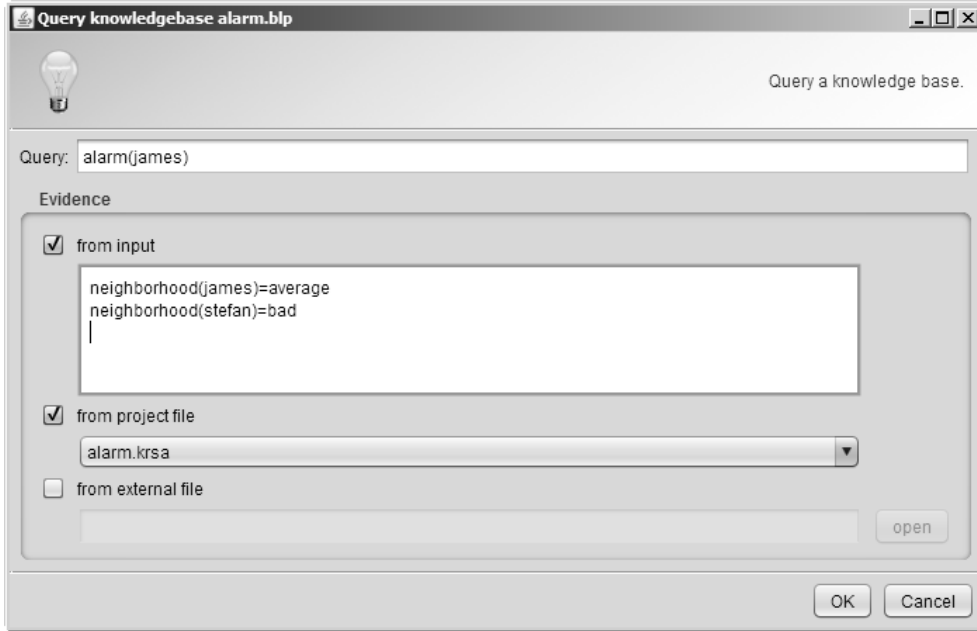 Query knowledgebase alarm.blp
Query a knowledge base.
Query: alarm(james)
Evidence
from input
neighborhood(james)=average
neighborhood(stefan)=bad
from project file
alarm.krsa
from external file
open
OK Cancel